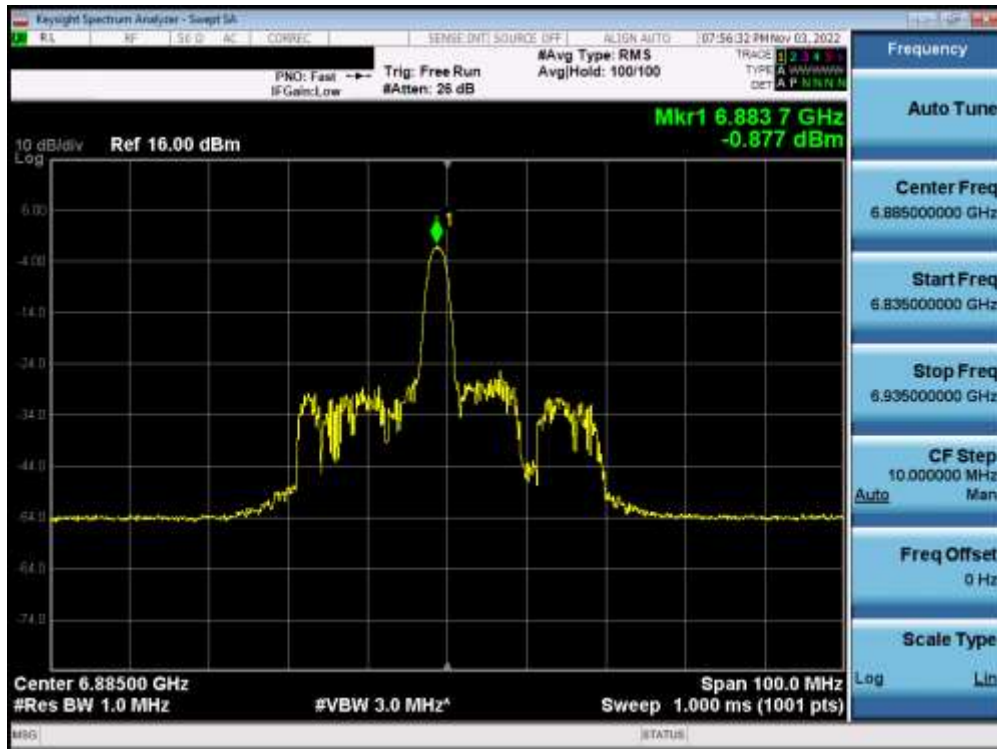 Keysight Spectrum Analyzer - Swept SA
RL RF 50 Ω AC CORREC SENSE:INT SOURCE OFF ALIGN AUTO 07:56:32 PM Nov 03, 2022
PNO: Fast Trig: Free Run #Avg Type: RMS TRACE 1 2 3 4 5 6
IFGain:Low #Atten: 26 dB Avg|Hold: 100/100 TYPE A WWWWW
DET A P N N N N
Mkr1 6.883 7 GHz
10 dB/div Ref 16.00 dBm -0.877 dBm
Log
6.00
1
-4.00
-14.0
-24.0
-34.0
-44.0
-54.0
-64.0
-74.0
Center 6.88500 GHz Span 100.0 MHz
#Res BW 1.0 MHz #VBW 3.0 MHz* Sweep 1.000 ms (1001 pts)
MSG STATUS
Frequency
Auto Tune
Center Freq
6.885000000 GHz
Start Freq
6.835000000 GHz
Stop Freq
6.935000000 GHz
CF Step
10.000000 MHz
Auto Man
Freq Offset
0 Hz
Scale Type
Log Lin